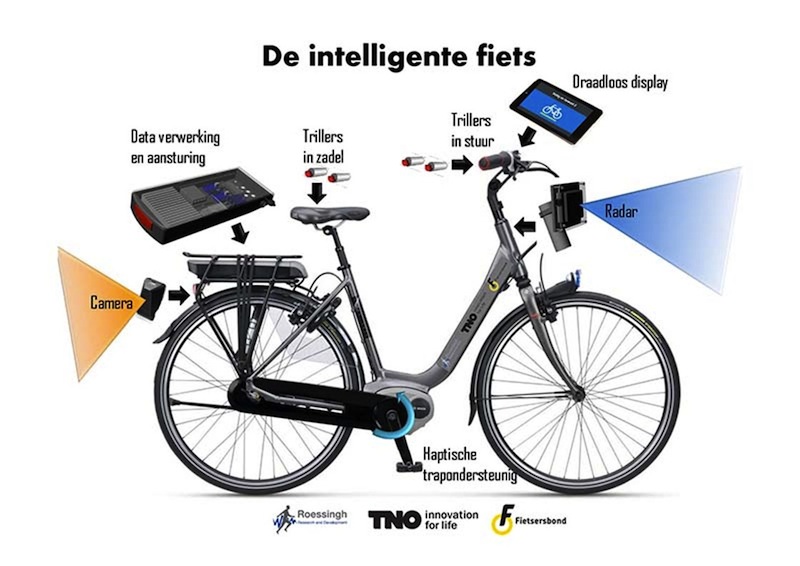 De intelligente fiets
Draadloos display
Trillers
in stuur
Data verwerking
en aansturing
Trillers
in zadel
Radar
Camera
TNO
Haptische
trapondersteunig
Roessingh
Research and Development
TNO innovation
for life
Fietsersbond